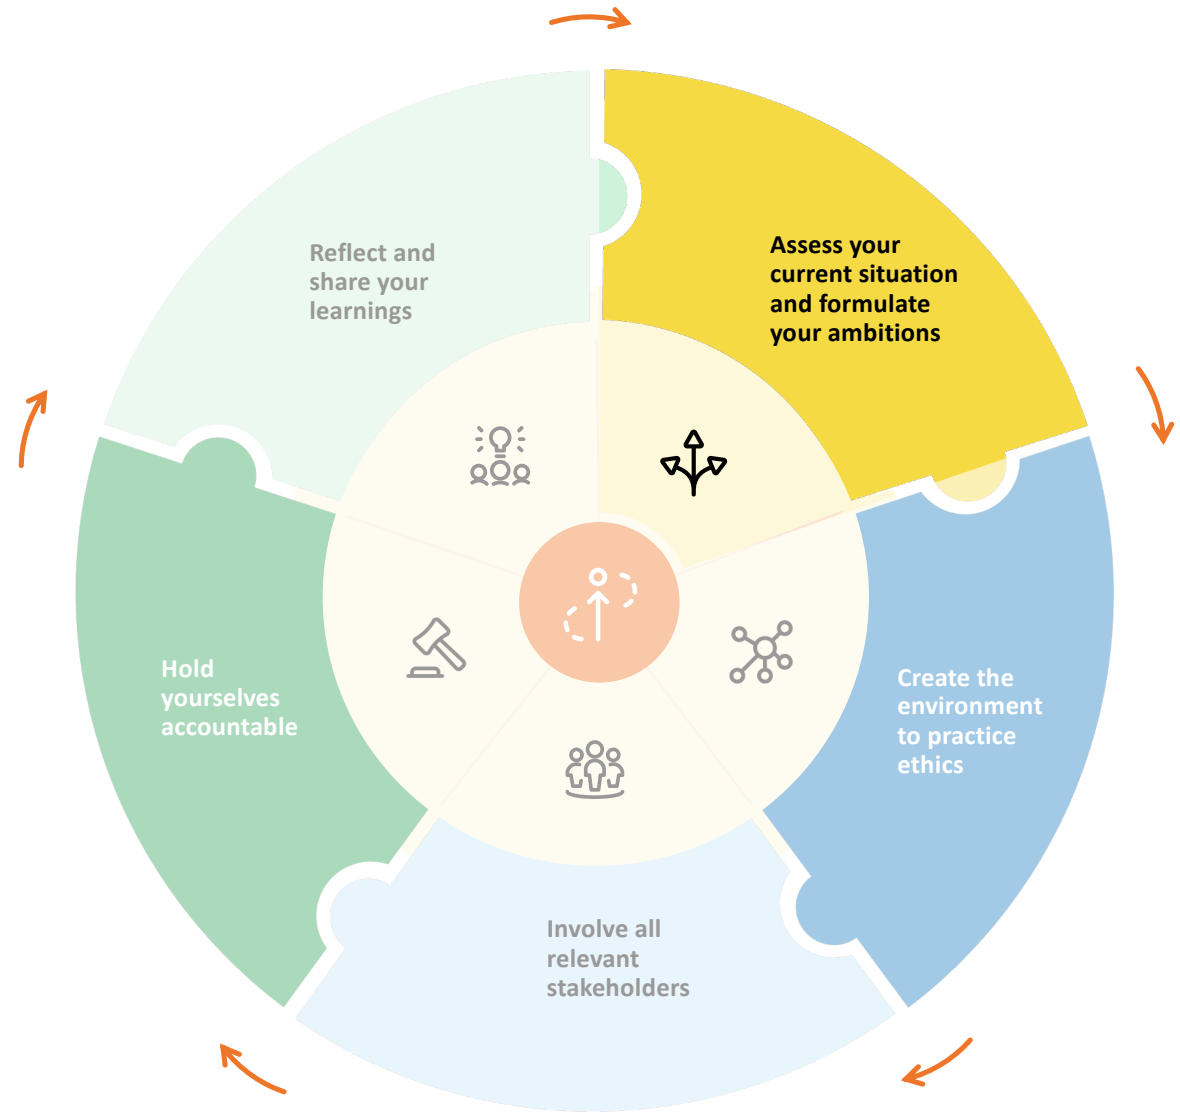 Assess your
current situation
and formulate
your ambitions
Create the
environment
to practice
ethics
Involve all
relevant
stakeholders
Hold
yourselves
accountable
Reflect and
share your
learnings